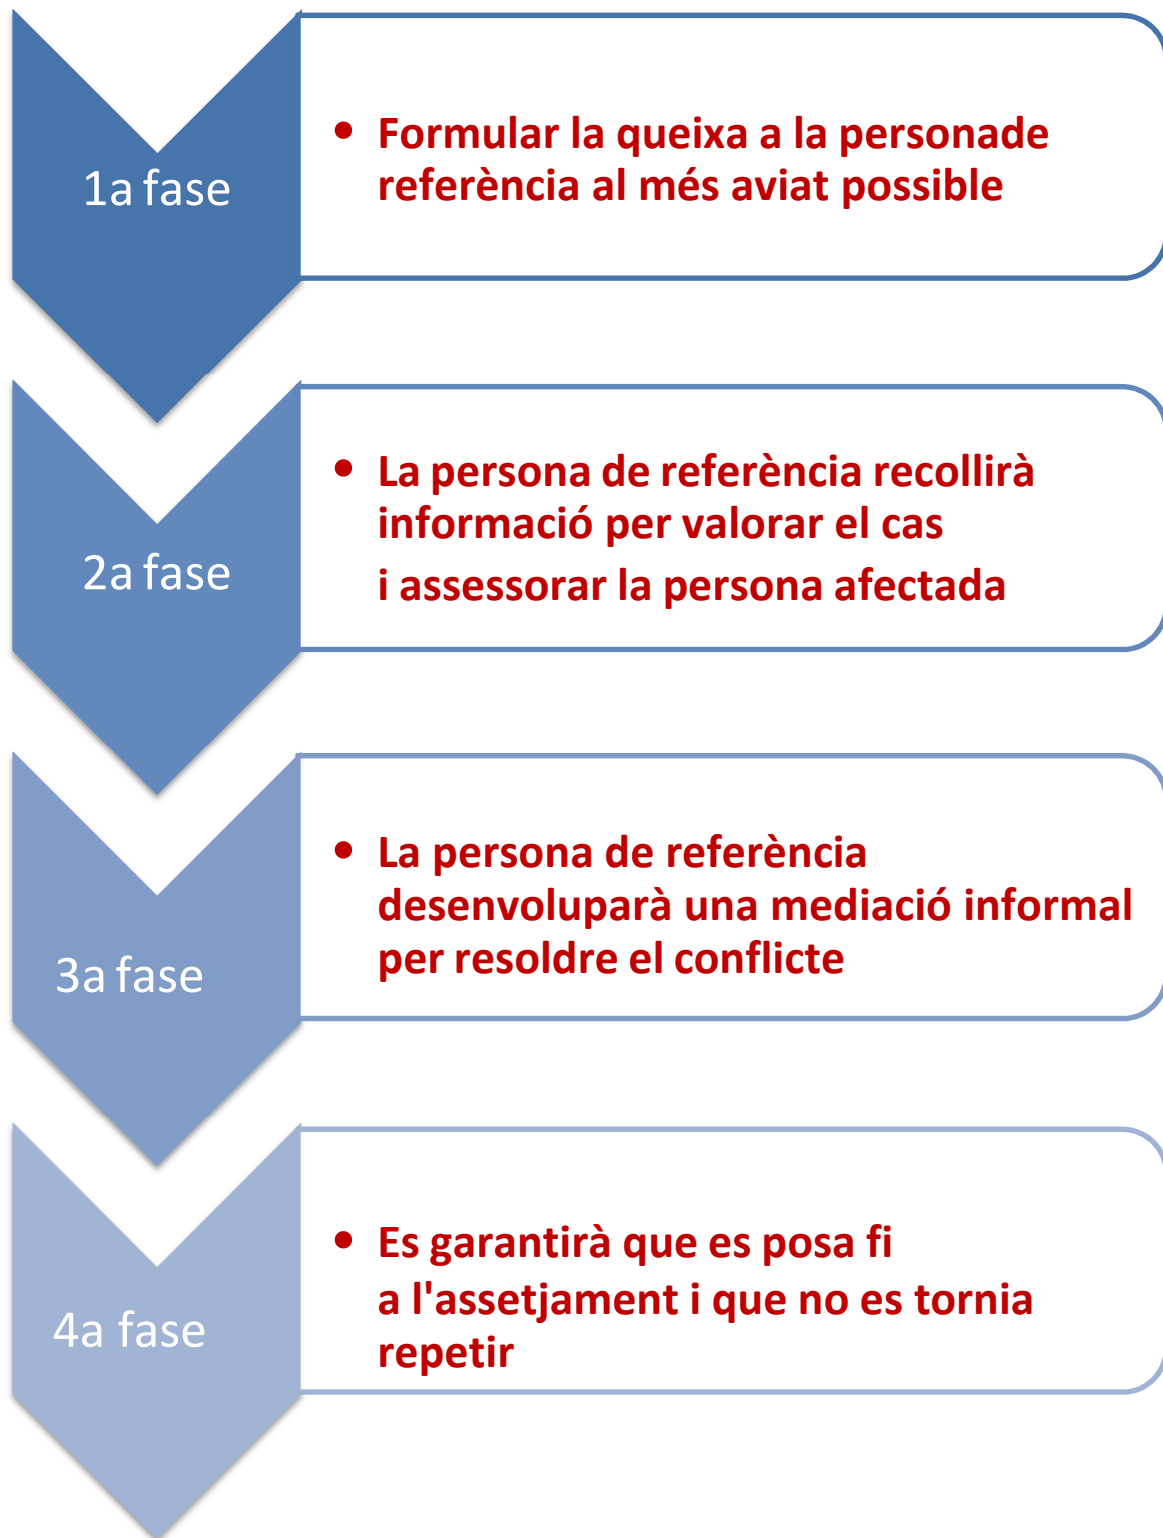 1a fase
• Formular la queixa a la personade
referència al més aviat possible
2a fase
• La persona de referència recollirà
informació per valorar el cas
i assessorar la persona afectada
3a fase
• La persona de referència
desenvoluparà una mediació informal
per resoldre el conflicte
4a fase
• Es garantirà que es posa fi
a l'assetjament i que no es tornia
repetir